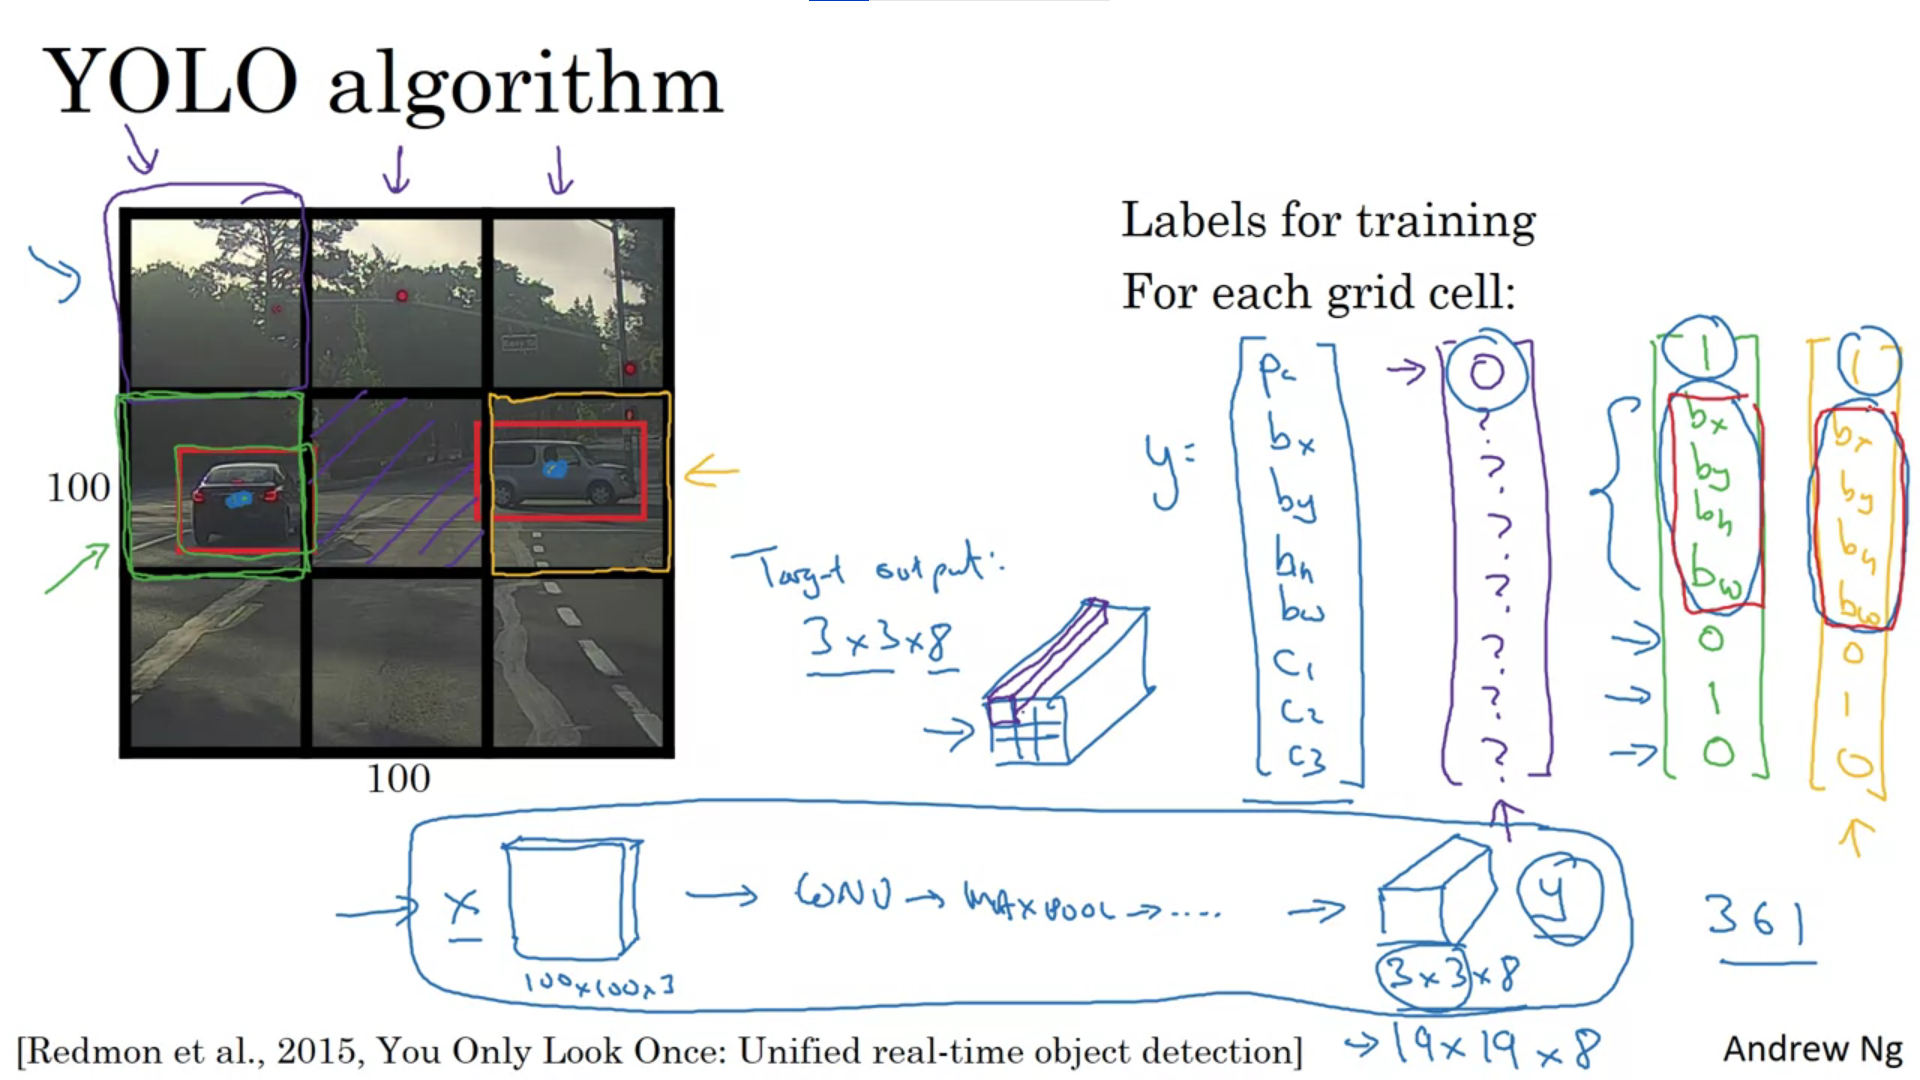 YOLO algorithm
100
100
Labels for training
For each grid cell:
y =
Pc
bx
by
bh
bw
C1
C2
C3
0
?
?
?
?
?
?
?
1
bx
by
bh
bw
0
1
0
1
bx
by
bh
bw
0
1
0
Target output:
3 x 3 x 8
X
100x100x3
→ CONV → MAXPOOL → .... →
3 x 3 x 8
y
361
→ 19 x 19 x 8
[Redmon et al., 2015, You Only Look Once: Unified real-time object detection]
Andrew Ng